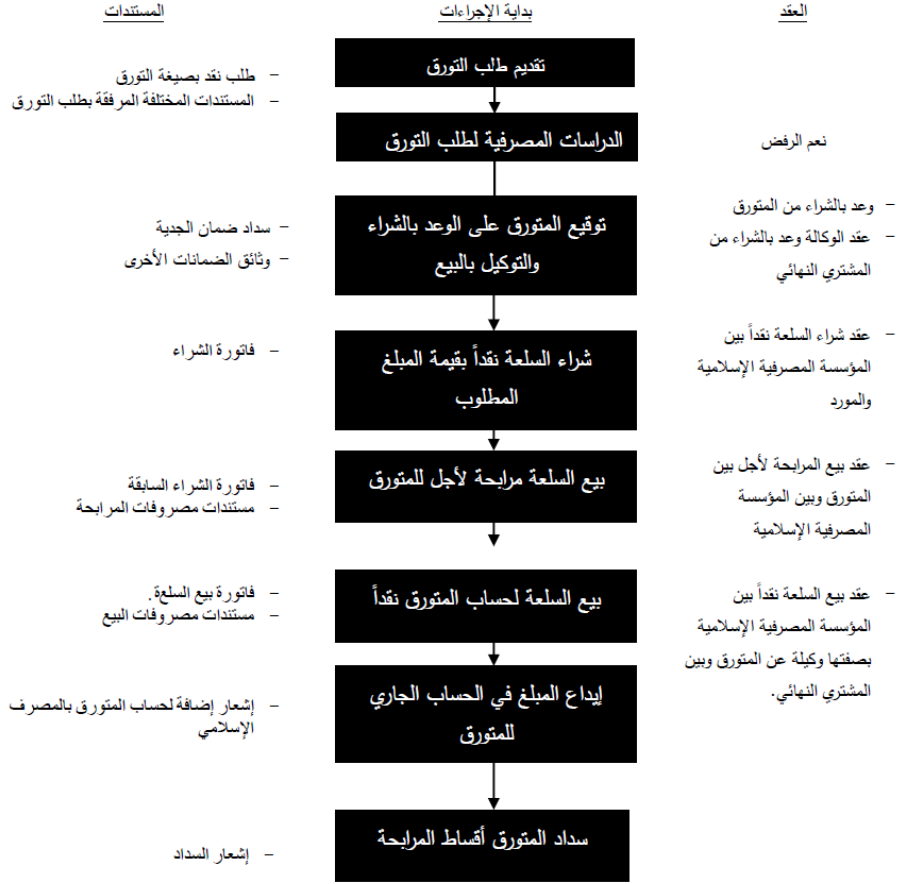 العقد
بداية الإجراءات
المستندات
تقديم طالب التورق
- طلب نقد بصيغة التورق
- المستندات المختلفة المرفقة بطلب التورق
نعم الرفض
الدراسات المصرفية لطلب التورق
- وعد بالشراء من المتورق
- عقد الوكالة وعد بالشراء من
المشتري النهائي
توقيع المتورق على الوعد بالشراء
والتوكيل بالبيع
- سداد ضمان الجدية
- وثائق الضمانات الأخرى
- عقد شراء السلعة نقداً بين
المؤسسة المصرفية الإسلامية
والمورد
شراء السلعة نقداً بقيمة المبلغ
المطلوب
- فاتورة الشراء
- عقد بيع المرابحة لأجل بين
المتورق وبين المؤسسة
المصرفية الإسلامية
بيع السلعة مرابحة لأجل للمتورق
- فاتورة الشراء السابقة
- مستندات مصروفات المرابحة
- عقد بيع السلعة نقداً بين
المؤسسة المصرفية الإسلامية
بصفتها وكيلة عن المتورق وبين
المشتري النهائي.
بيع السلعة لحساب المتورق نقداً
- فاتورة بيع السلعة.
- مستندات مصروفات البيع
إيداع المبلغ في الحساب الجاري
للمتورق
- إشعار إضافة لحساب المتورق بالمصرف
الإسلامي
سداد المتورق أقساط المرابحة
- إشعار السداد